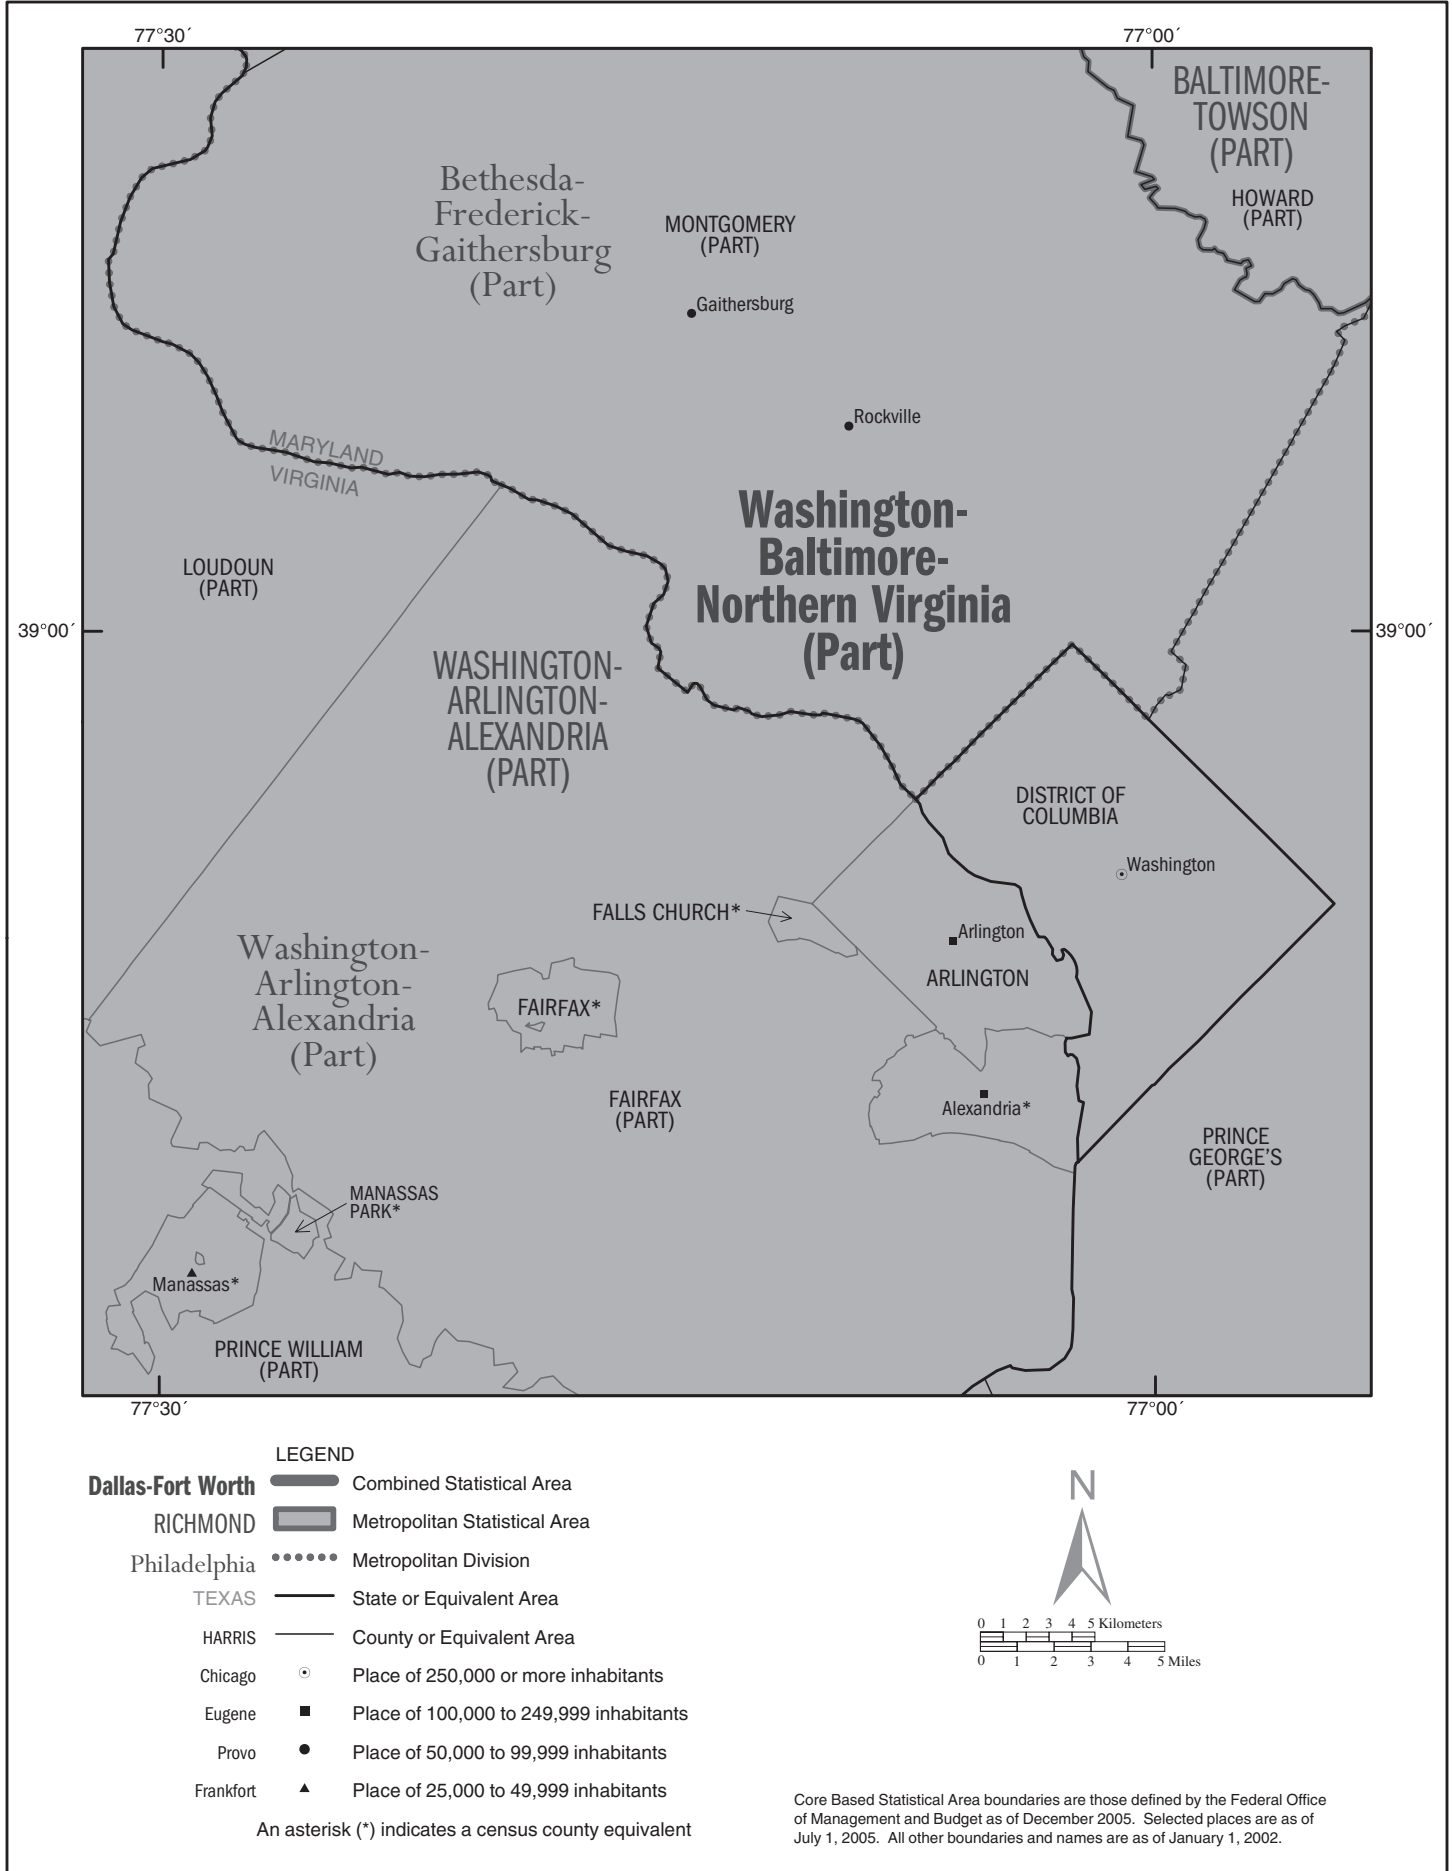 77°30´
77°00´
BALTIMORE-
TOWSON
(PART)
HOWARD
(PART)
Bethesda-
Frederick-
Gaithersburg
(Part)
MONTGOMERY
(PART)
Gaithersburg
Rockville
MARYLAND
VIRGINIA
Washington-
Baltimore-
Northern Virginia
(Part)
LOUDOUN
(PART)
39°00´
39°00´
WASHINGTON-
ARLINGTON-
ALEXANDRIA
(PART)
DISTRICT OF
COLUMBIA
Washington
FALLS CHURCH*
Arlington
ARLINGTON
Washington-
Arlington-
Alexandria
(Part)
FAIRFAX*
FAIRFAX
(PART)
Alexandria*
PRINCE
GEORGE'S
(PART)
MANASSAS
PARK*
Manassas*
PRINCE WILLIAM
(PART)
77°30´
77°00´
LEGEND
Dallas-Fort Worth Combined Statistical Area
RICHMOND Metropolitan Statistical Area
Philadelphia Metropolitan Division
TEXAS State or Equivalent Area
HARRIS County or Equivalent Area
Chicago Place of 250,000 or more inhabitants
Eugene Place of 100,000 to 249,999 inhabitants
Provo Place of 50,000 to 99,999 inhabitants
Frankfort Place of 25,000 to 49,999 inhabitants
An asterisk (*) indicates a census county equivalent
N
0 1 2 3 4 5 Kilometers
0 1 2 3 4 5 Miles
Core Based Statistical Area boundaries are those defined by the Federal Office
of Management and Budget as of December 2005. Selected places are as of
July 1, 2005. All other boundaries and names are as of January 1, 2002.